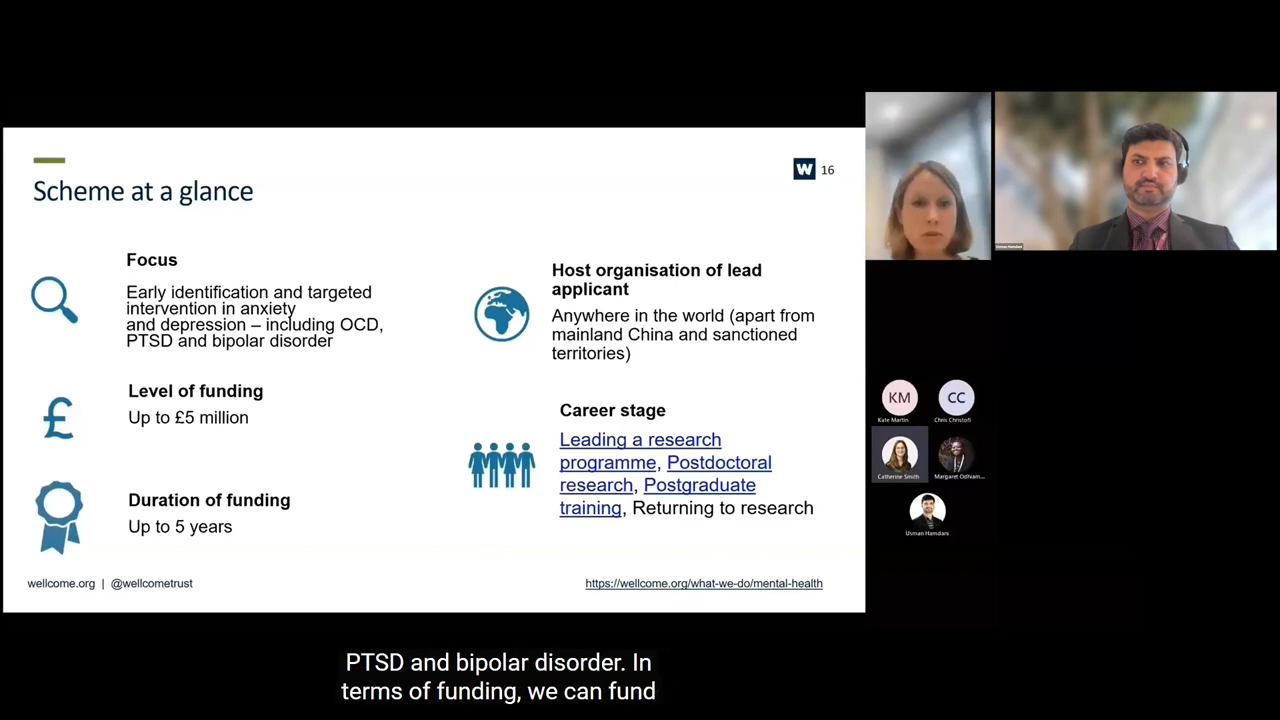 W 16
Scheme at a glance
Focus
Early identification and targeted
intervention in anxiety
and depression – including OCD,
PTSD and bipolar disorder
Level of funding
Up to £5 million
Duration of funding
Up to 5 years
Host organisation of lead
applicant
Anywhere in the world (apart from
mainland China and sanctioned
territories)
Career stage
Leading a research
programme, Postdoctoral
research, Postgraduate
training, Returning to research
wellcome.org | @wellcometrust
https://wellcome.org/what-we-do/mental-health
Usman Hamdani
KM
CC
Kate Martin
Chris Christofi
Catherine Smith
Margaret Odhiam...
Usman Hamdani
PTSD and bipolar disorder. In
terms of funding, we can fund